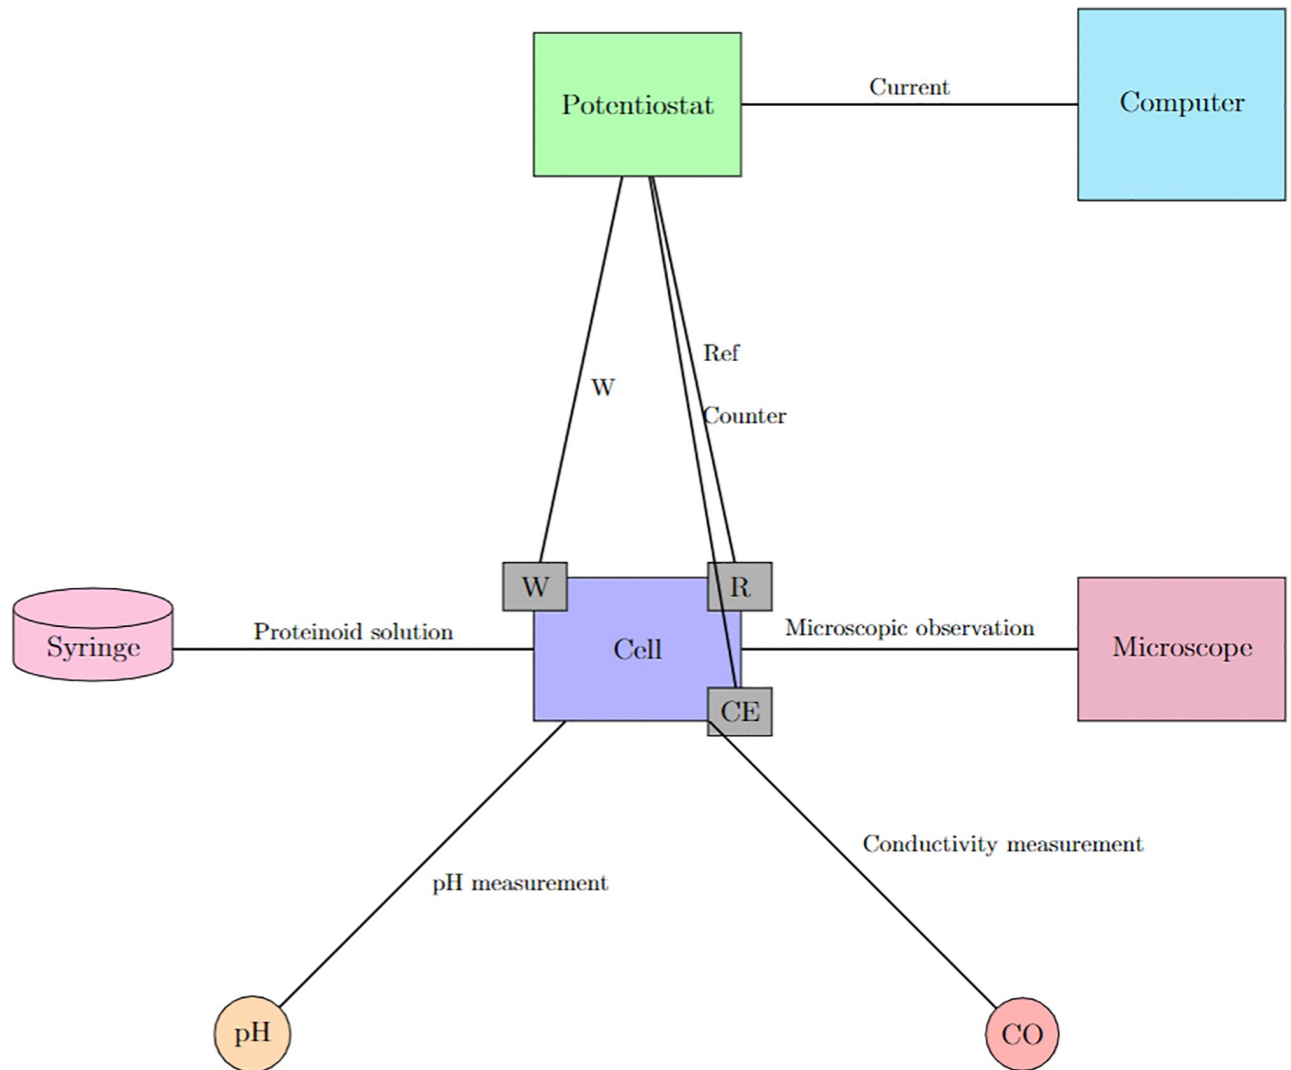 Potentiostat
Current
Computer
Ref
W
Counter
W
R
Syringe
Proteinoid solution
Cell
Microscopic observation
Microscope
CE
Conductivity measurement
pH measurement
pH
CO